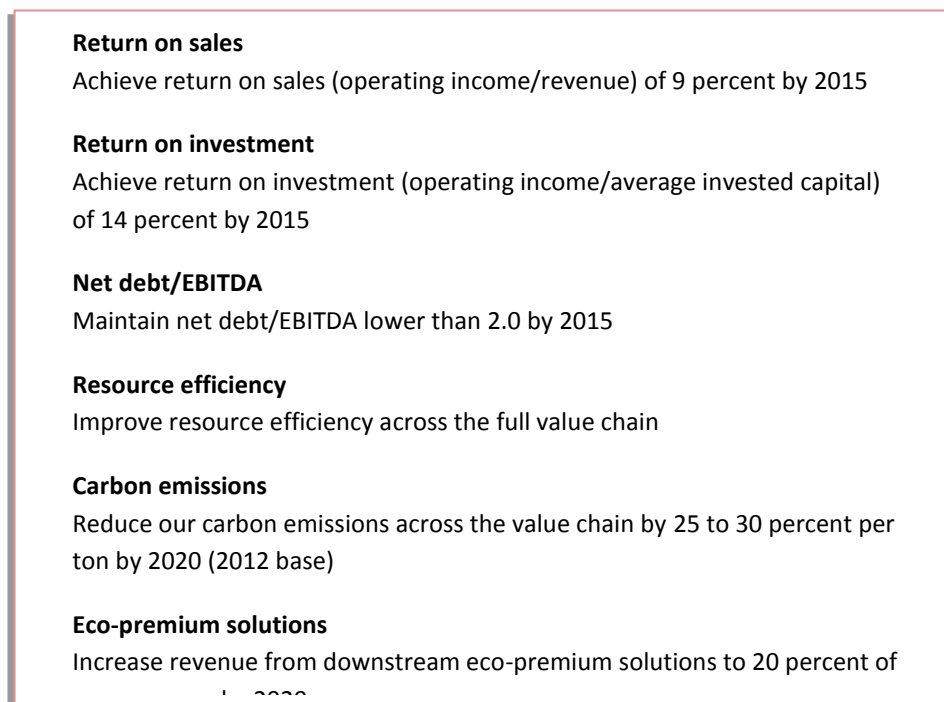 Return on sales
Achieve return on sales (operating income/revenue) of 9 percent by 2015
Return on investment
Achieve return on investment (operating income/average invested capital)
of 14 percent by 2015
Net debt/EBITDA
Maintain net debt/EBITDA lower than 2.0 by 2015
Resource efficiency
Improve resource efficiency across the full value chain
Carbon emissions
Reduce our carbon emissions across the value chain by 25 to 30 percent per
ton by 2020 (2012 base)
Eco-premium solutions
Increase revenue from downstream eco-premium solutions to 20 percent of